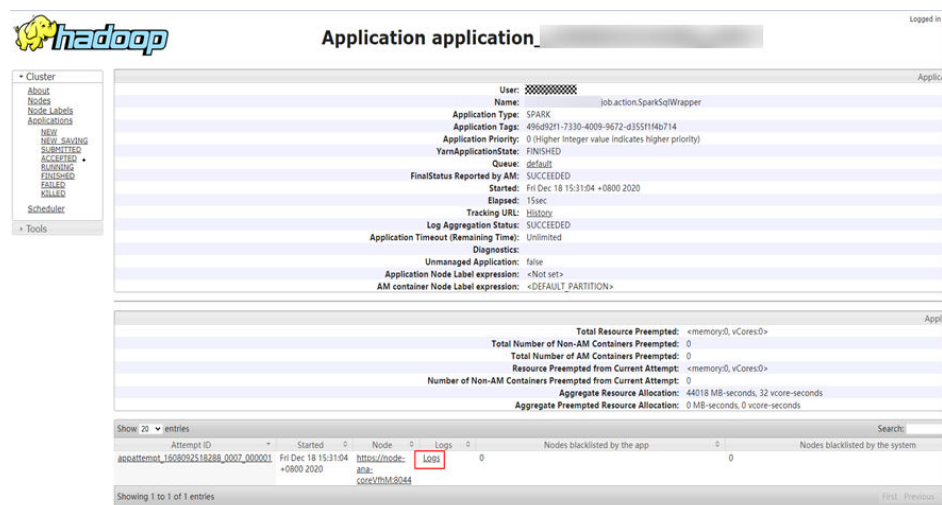 Logged in
hadoop
Application application_
Cluster
About
Nodes
Node Labels
Applications
NEW
NEW_SAVING
SUBMITTED
ACCEPTED
RUNNING
FINISHED
FAILED
KILLED
Scheduler
Tools
Applic
User:
Name: job.action.SparkSqlWrapper
Application Type: SPARK
Application Tags: 496d92f1-7330-4009-9672-d355f1f4b714
Application Priority: 0 (Higher Integer value indicates higher priority)
YarnApplicationState: FINISHED
Queue: default
FinalStatus Reported by AM: SUCCEEDED
Started: Fri Dec 18 15:31:04 +0800 2020
Elapsed: 15sec
Tracking URL: History
Log Aggregation Status: SUCCEEDED
Application Timeout (Remaining Time): Unlimited
Diagnostics:
Unmanaged Application: false
Application Node Label expression: <Not set>
AM container Node Label expression: <DEFAULT_PARTITION>
Appl
Total Resource Preempted: <memory:0, vCores:0>
Total Number of Non-AM Containers Preempted: 0
Total Number of AM Containers Preempted: 0
Resource Preempted from Current Attempt: <memory:0, vCores:0>
Number of Non-AM Containers Preempted from Current Attempt: 0
Aggregate Resource Allocation: 44018 MB-seconds, 32 vcore-seconds
Aggregate Preempted Resource Allocation: 0 MB-seconds, 0 vcore-seconds
Show 20 entries Search:
Attempt ID Started Node Logs Nodes blacklisted by the app Nodes blacklisted by the system
appattempt_1608092518288_0007_000001 Fri Dec 18 15:31:04 https://node- Logs 0 0
+0800 2020 ana-
coreVfhM:8044
Showing 1 to 1 of 1 entries First Previous